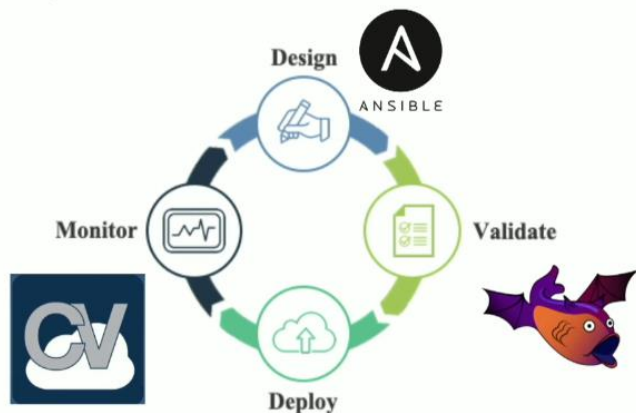 Design
ANSIBLE
Monitor
Validate
CV
Deploy